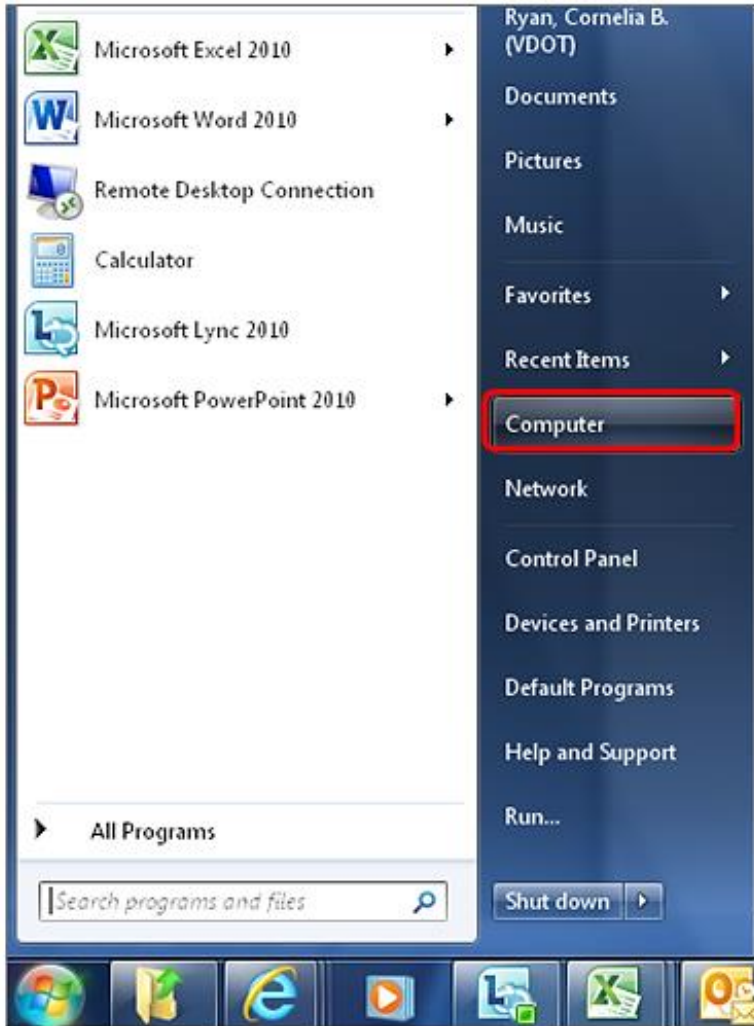 Microsoft Excel 2010
Microsoft Word 2010
Remote Desktop Connection
Calculator
Microsoft Lync 2010
Microsoft PowerPoint 2010
All Programs
Search programs and files
Ryan, Cornelia B.
(VDOT)
Documents
Pictures
Music
Favorites
Recent Items
Computer
Network
Control Panel
Devices and Printers
Default Programs
Help and Support
Run...
Shut down